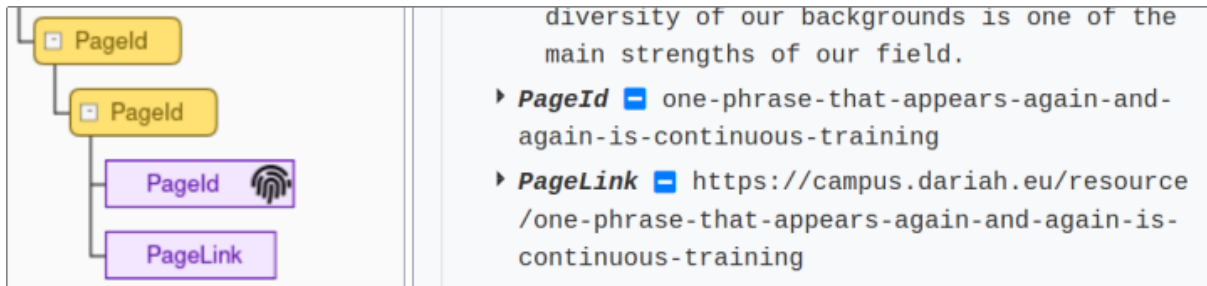 PageId
PageId
PageId
PageLink
diversity of our backgrounds is one of the
main strengths of our field.
PageId one-phrase-that-appears-again-and-
again-is-continuous-training
PageLink https://campus.dariah.eu/resource
/one-phrase-that-appears-again-and-again-is-
continuous-training